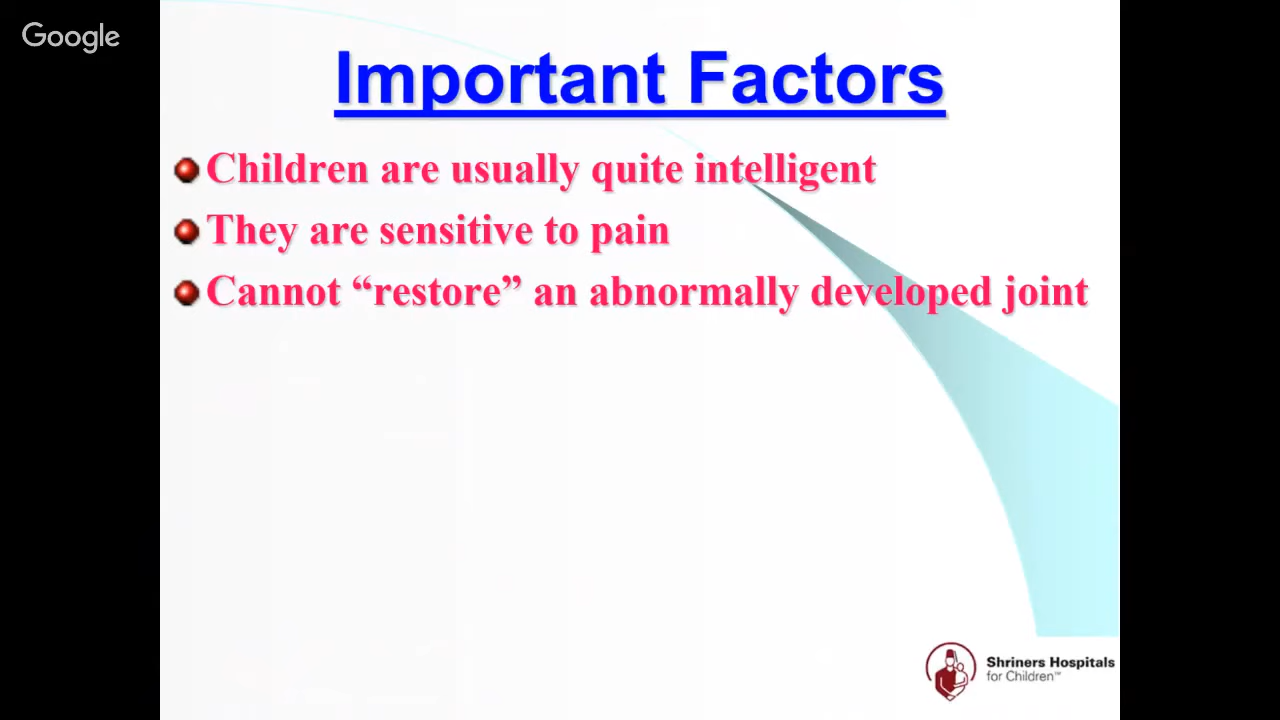 Google
Important Factors
Children are usually quite intelligent
They are sensitive to pain
Cannot “restore” an abnormally developed joint
Shriners Hospitals
for Children™